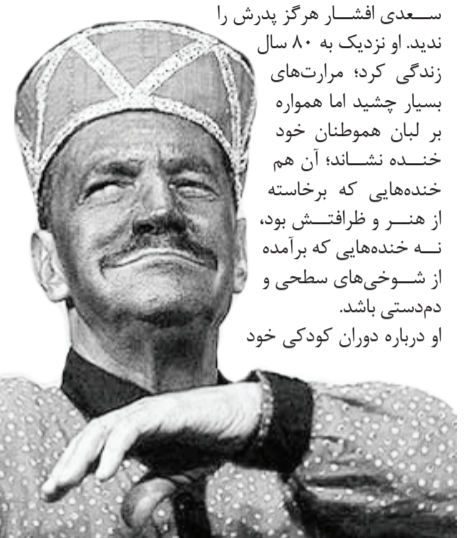 سعدی افشار هرگز پدرش را
ندید. او نزدیک به ۸۰ سال
زندگی کرد؛ مرارت‌های
بسیار چشید اما همواره
بر لبان هموطنان خود
خنده نشاند؛ آن هم
خنده‌هایی که برخاسته
از هنر و ظرافتش بود،
نه خنده‌هایی که برآمده
از شوخی‌های سطحی و
دم‌دستی باشد.
او درباره دوران کودکی خود